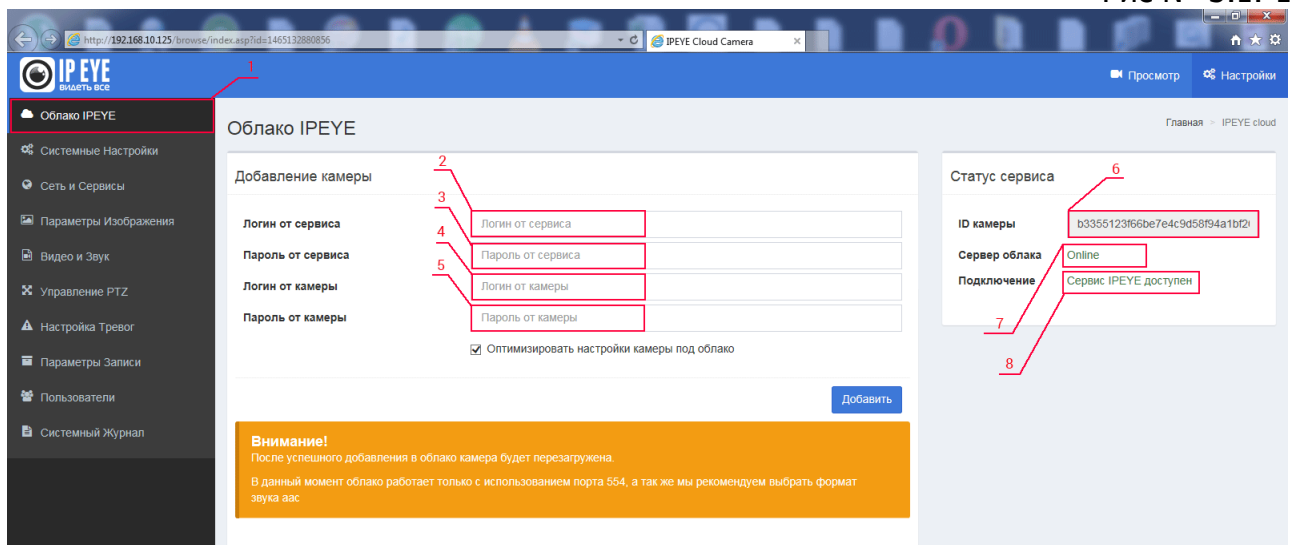 http://192.168.10.125/browse/index.asp?id=1465132880856
IPEYE Cloud Camera
IP EYE
видеть все
1
Просмотр
Настройки
Облако IPEYE
Системные Настройки
Сеть и Сервисы
Параметры Изображения
Видео и Звук
Управление PTZ
Настройка Тревог
Параметры Записи
Пользователи
Системный Журнал
Облако IPEYE
Главная > IPEYE cloud
Добавление камеры
2
3
4
5
Логин от сервиса Логин от сервиса
Пароль от сервиса Пароль от сервиса
Логин от камеры Логин от камеры
Пароль от камеры Пароль от камеры
Оптимизировать настройки камеры под облако
Добавить
Внимание!
После успешного добавления в облако камера будет перезагружена.
В данный момент облако работает только с использованием порта 554, а так же мы рекомендуем выбрать формат
звука аас
Статус сервиса
6
ID камеры b3355123f66be7e4c9d58f94a1bf2
Сервер облака Online
Подключение Сервис IPEYE доступен
7
8